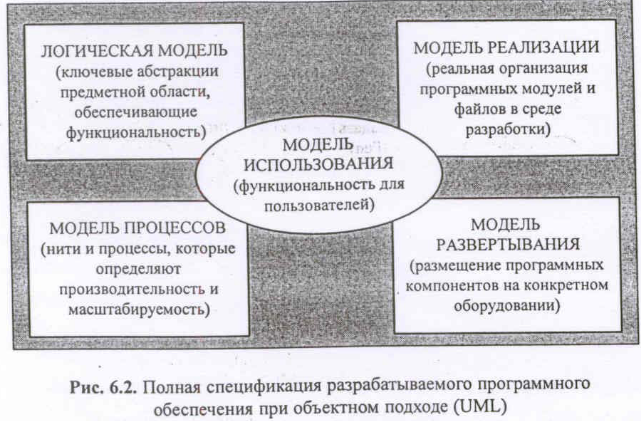 ЛОГИЧЕСКАЯ МОДЕЛЬ
(ключевые абстракции
предметной области,
обеспечивающие
функциональность)
МОДЕЛЬ РЕАЛИЗАЦИИ
(реальная организация
программных модулей и
файлов в среде
разработки)
МОДЕЛЬ
ИСПОЛЬЗОВАНИЯ
(функциональность для
пользователей)
МОДЕЛЬ ПРОЦЕССОВ
(нити и процессы, которые
определяют
производительность и
масштабируемость)
МОДЕЛЬ
РАЗВЕРТЫВАНИЯ
(размещение программных
компонентов на конкретном
оборудовании)
Рис. 6.2. Полная спецификация разрабатываемого программного
обеспечения при объектном подходе (UML)